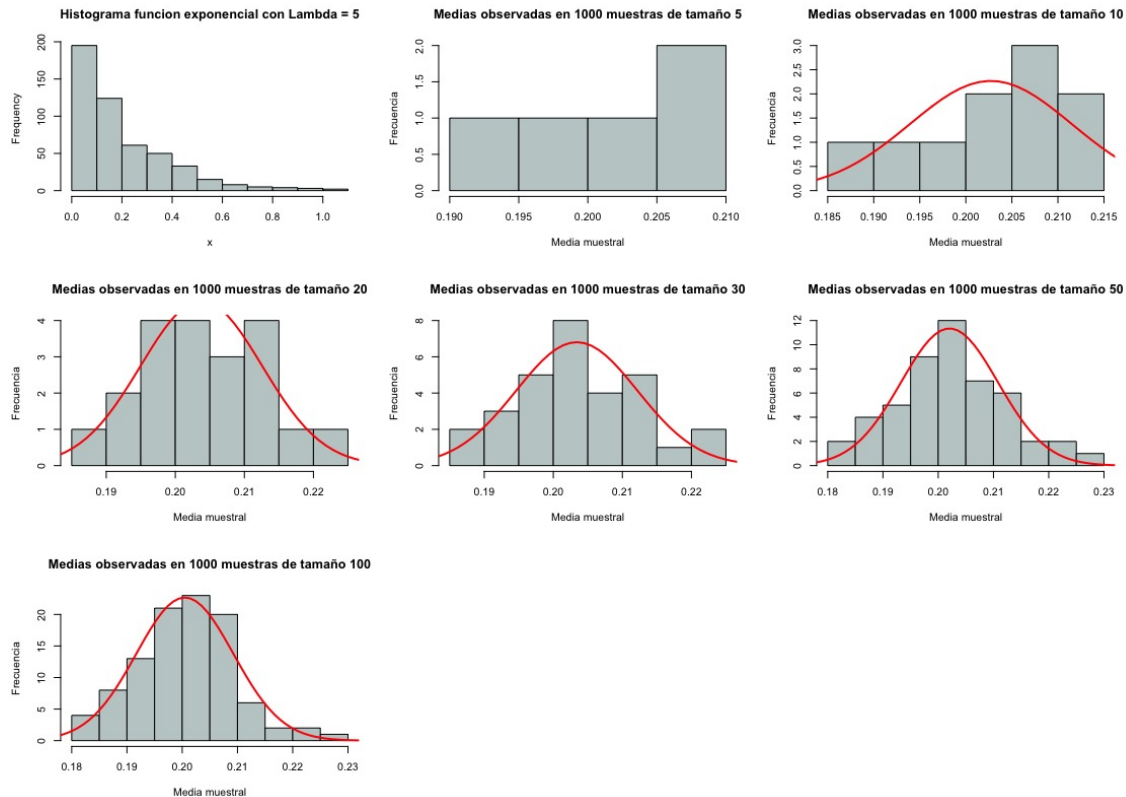 Histograma funcion exponencial con Lambda = 5
Frequency
200
150
100
50
0
0.0 0.2 0.4 0.6 0.8 1.0
x
Medias observadas en 1000 muestras de tamaño 5
Frecuencia
2.0
1.5
1.0
0.5
0.0
0.190 0.195 0.200 0.205 0.210
Media muestral
Medias observadas en 1000 muestras de tamaño 10
Frecuencia
3.0
2.5
2.0
1.5
1.0
0.5
0.0
0.185 0.190 0.195 0.200 0.205 0.210 0.215
Media muestral
Medias observadas en 1000 muestras de tamaño 20
Frecuencia
4
3
2
1
0
0.19 0.20 0.21 0.22
Media muestral
Medias observadas en 1000 muestras de tamaño 30
Frecuencia
8
6
4
2
0
0.19 0.20 0.21 0.22
Media muestral
Medias observadas en 1000 muestras de tamaño 50
Frecuencia
12
10
8
6
4
2
0
0.18 0.19 0.20 0.21 0.22 0.23
Media muestral
Medias observadas en 1000 muestras de tamaño 100
Frecuencia
20
15
10
5
0
0.18 0.19 0.20 0.21 0.22 0.23
Media muestral